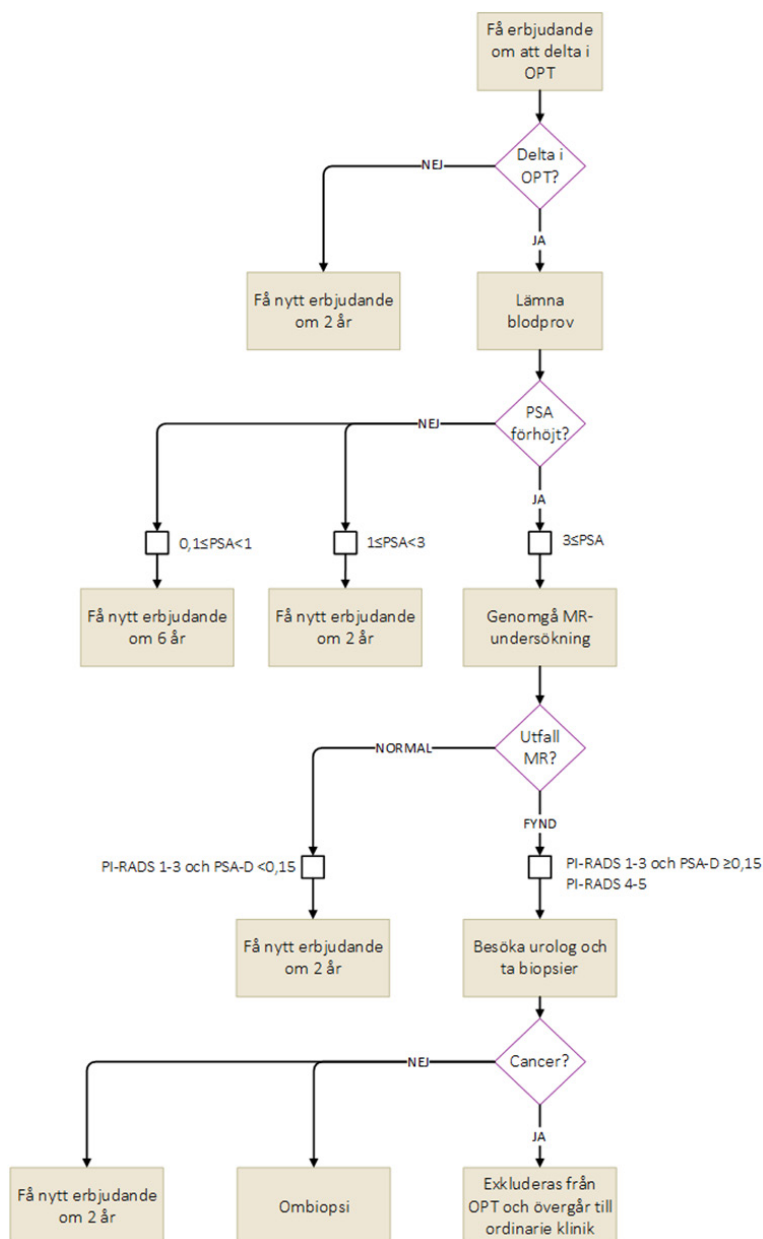 Få erbjudande
om att delta i
OPT
Delta i
OPT?
NEJ
JA
Få nytt erbjudande
om 2 år
Lämna
blodprov
PSA
förhöjt?
NEJ
JA
0,1≤PSA<1
1≤PSA<3
3≤PSA
Få nytt erbjudande
om 6 år
Få nytt erbjudande
om 2 år
Genomgå MR-
undersökning
Utfall
MR?
NORMAL
FYND
PI-RADS 1-3 och PSA-D <0,15
PI-RADS 1-3 och PSA-D ≥0,15
PI-RADS 4-5
Få nytt erbjudande
om 2 år
Besöka urolog och
ta biopsier
Cancer?
NEJ
JA
Få nytt erbjudande
om 2 år
Ombiopsi
Exkluderas från
OPT och övergår till
ordinarie klinik